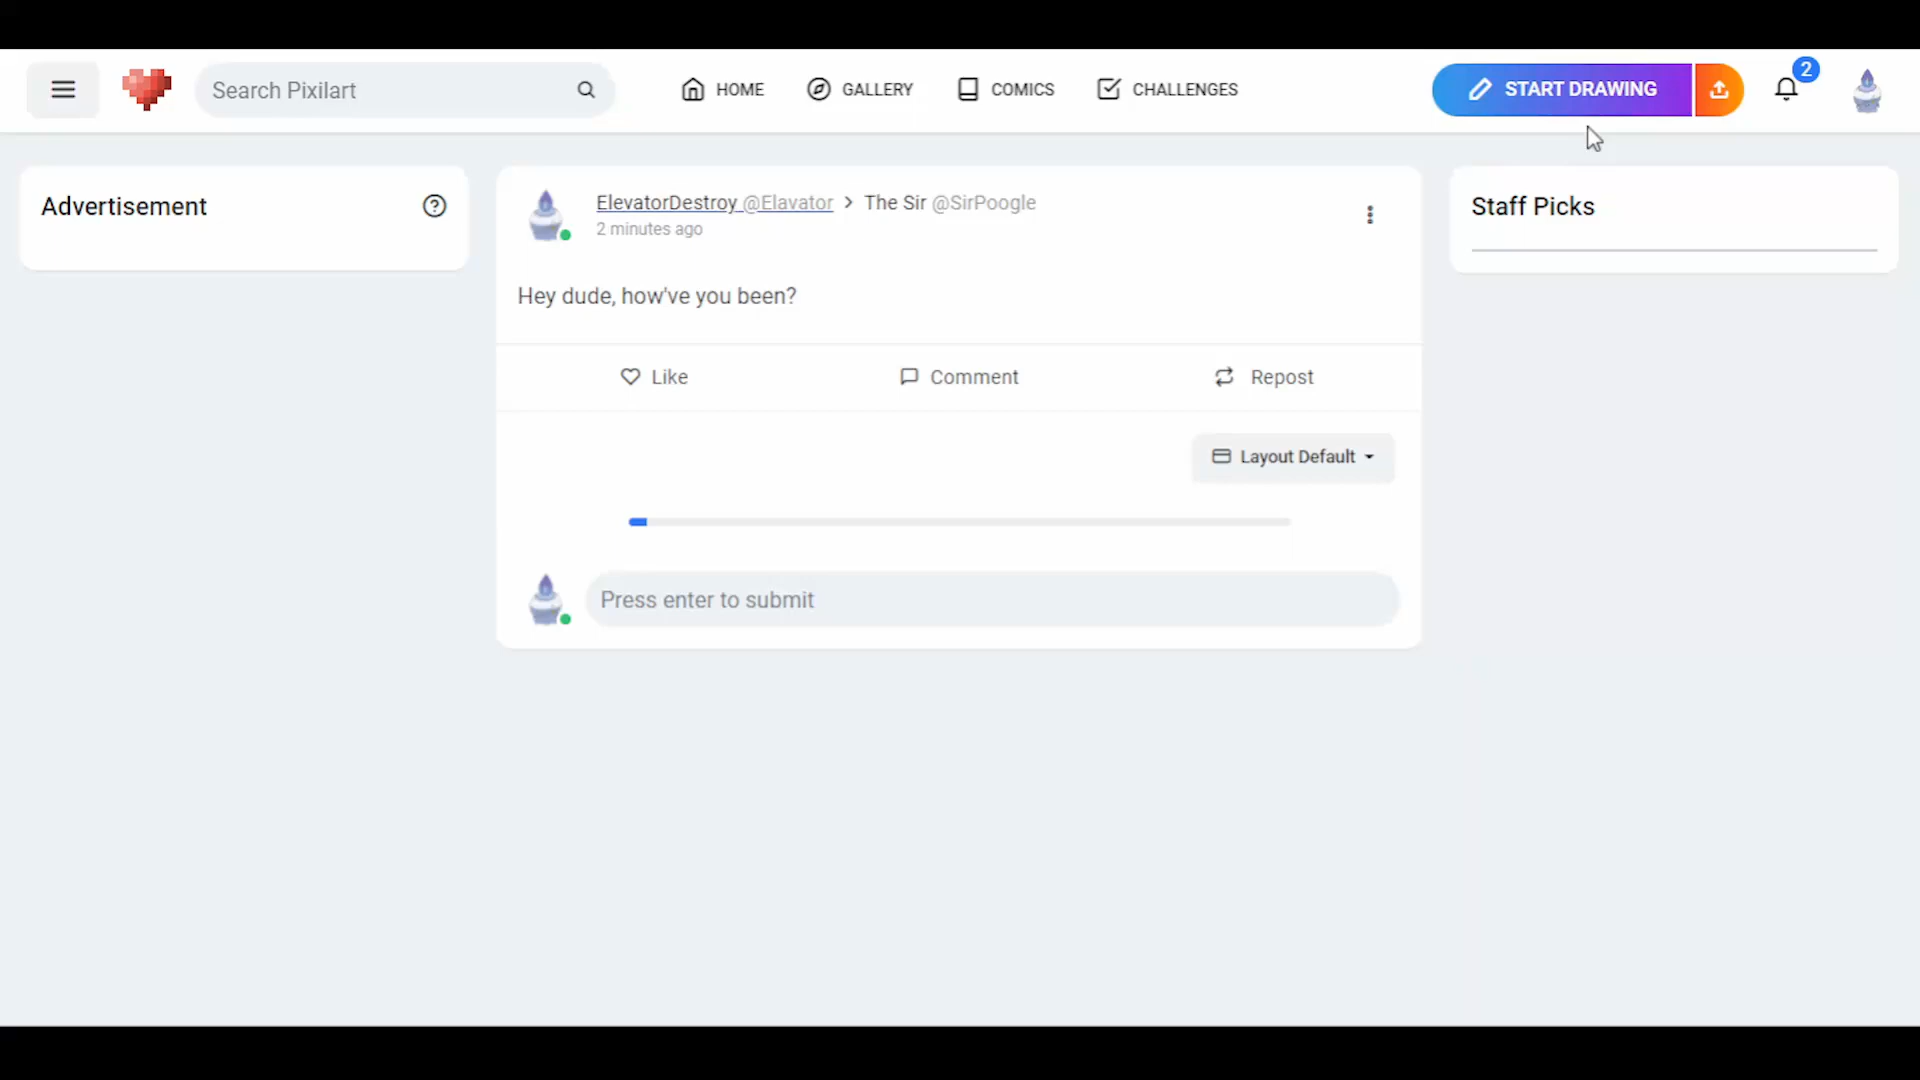 Search Pixilart
HOME
GALLERY
COMICS
CHALLENGES
START DRAWING
2
Advertisement
ElevatorDestroy @Elavator > The Sir @SirPoogle
2 minutes ago
Hey dude, how've you been?
Like
Comment
Repost
Layout Default
Press enter to submit
Staff Picks